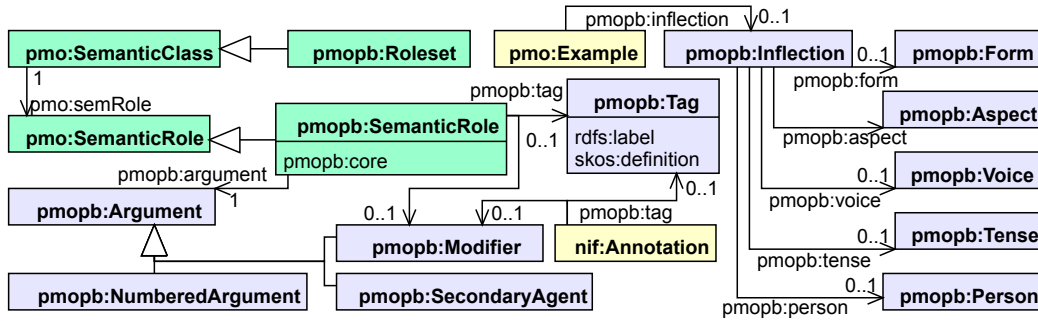 pmo:SemanticClass
pmopb:Roleset
1
pmo:semRole
pmo:SemanticRole
pmopb:SemanticRole
pmopb:core
pmopb:argument
1
pmopb:Argument
pmopb:NumberedArgument
pmopb:Modifier
pmopb:SecondaryAgent
0..1
0..1
pmopb:tag
0..1
pmopb:Tag
rdfs:label
skos:definition
0..1
pmopb:tag
nif:Annotation
pmopb:inflection
0..1
pmo:Example
pmopb:Inflection
0..1
pmopb:form
pmopb:Form
0..1
pmopb:aspect
pmopb:Aspect
0..1
pmopb:voice
pmopb:Voice
0..1
pmopb:tense
pmopb:Tense
0..1
pmopb:person
pmopb:Person